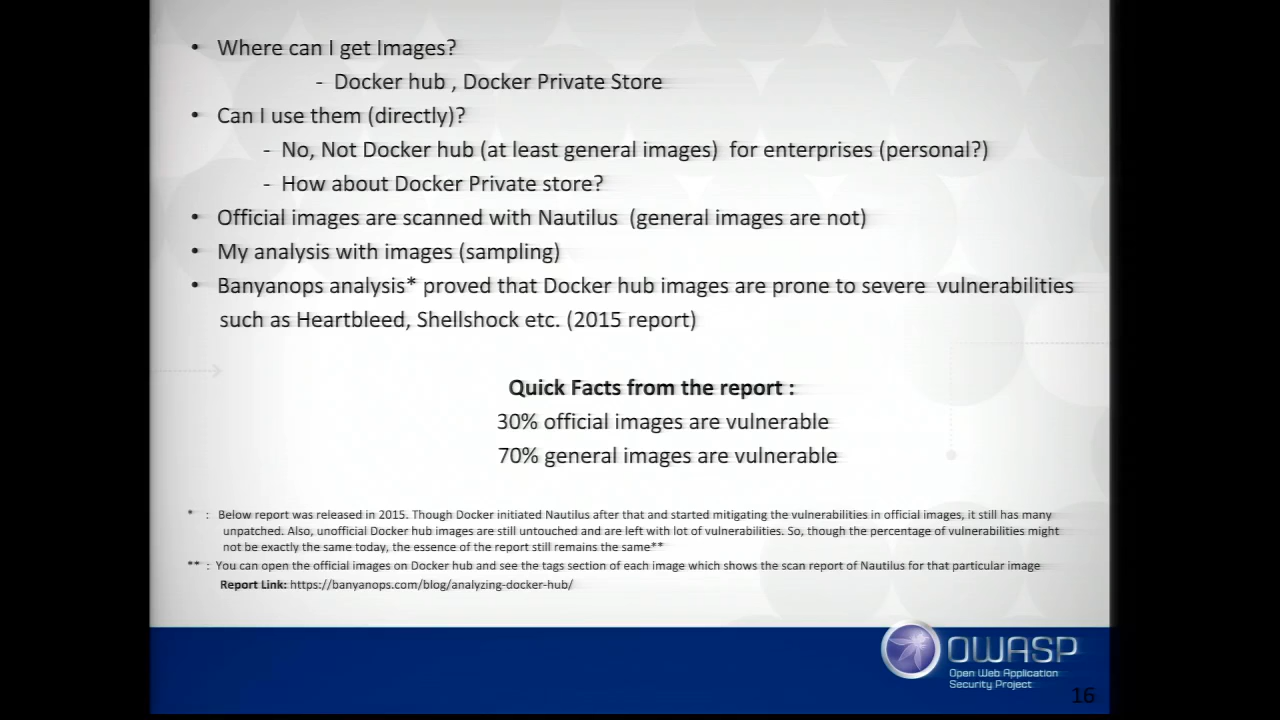 • Where can I get Images?
- Docker hub , Docker Private Store
• Can I use them (directly)?
- No, Not Docker hub (at least general images) for enterprises (personal?)
- How about Docker Private store?
• Official images are scanned with Nautilus (general images are not)
• My analysis with images (sampling)
• Banyanops analysis* proved that Docker hub images are prone to severe vulnerabilities
such as Heartbleed, Shellshock etc. (2015 report)
Quick Facts from the report :
30% official images are vulnerable
70% general images are vulnerable
* : Below report was released in 2015. Though Docker initiated Nautilus after that and started mitigating the vulnerabilities in official images, it still has many
unpatched. Also, unofficial Docker hub images are still untouched and are left with lot of vulnerabilities. So, though the percentage of vulnerabilities might
not be exactly the same today, the essence of the report still remains the same**
** : You can open the official images on Docker hub and see the tags section of each image which shows the scan report of Nautilus for that particular image
Report Link: https://banyanops.com/blog/analyzing-docker-hub/
OWASP
Open Web Application
Security Project
16